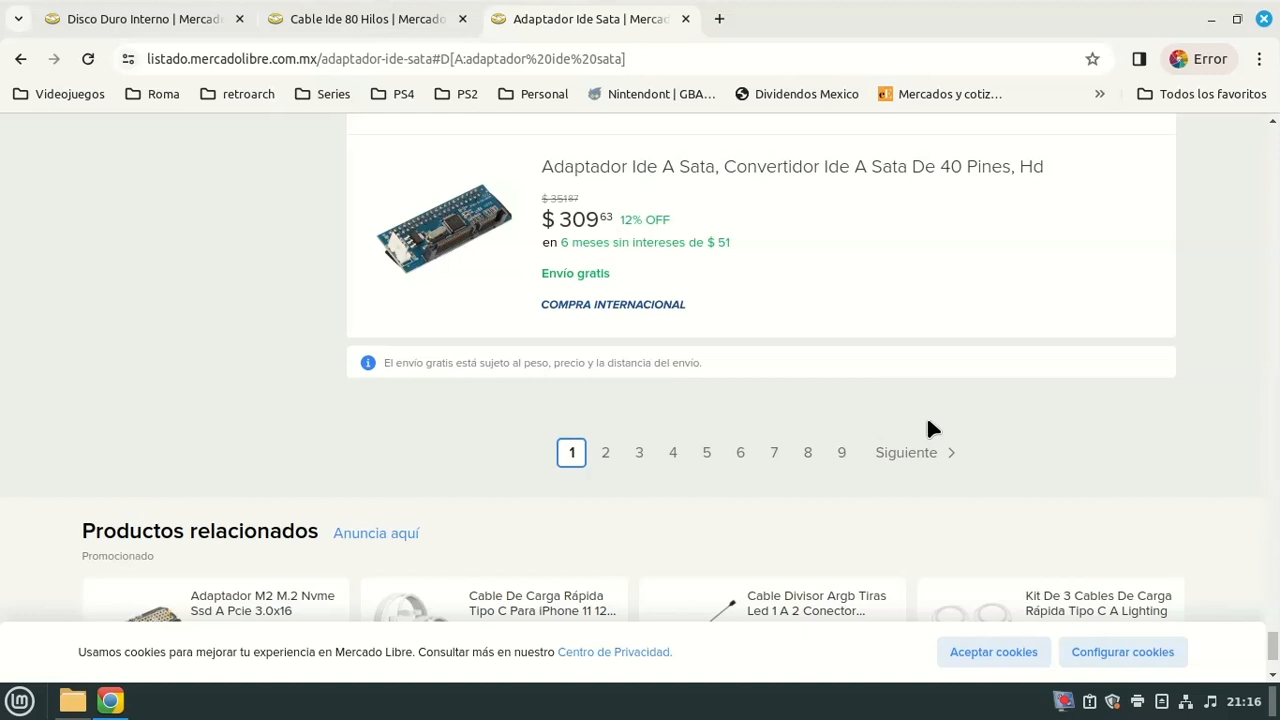 Disco Duro Interno | Mercad
Cable Ide 80 Hilos | Mercado
Adaptador Ide Sata | Mercad
listado.mercadolibre.com.mx/adaptador-ide-sata#D[A:adaptador%20ide%20sata]
Error
Videojuegos
Roma
retroarch
Series
PS4
PS2
Personal
Nintendont | GBA...
Dividendos Mexico
Mercados y cotiz...
»
Todos los favoritos
Adaptador Ide A Sata, Convertidor Ide A Sata De 40 Pines, Hd
$ 35187
$ 309 63 12% OFF
en 6 meses sin intereses de $ 51
Envío gratis
COMPRA INTERNACIONAL
El envío gratis está sujeto al peso, precio y la distancia del envío.
1 2 3 4 5 6 7 8 9 Siguiente
Productos relacionados Anuncia aquí
Promocionado
Adaptador M2 M.2 Nvme
Ssd A Pcie 3.0x16
Cable De Carga Rápida
Tipo C Para iPhone 11 12...
Cable Divisor Argb Tiras
Led 1 A 2 Conector...
Kit De 3 Cables De Carga
Rápida Tipo C A Lighting
Usamos cookies para mejorar tu experiencia en Mercado Libre. Consultar más en nuestro Centro de Privacidad.
Aceptar cookies
Configurar cookies
21:16